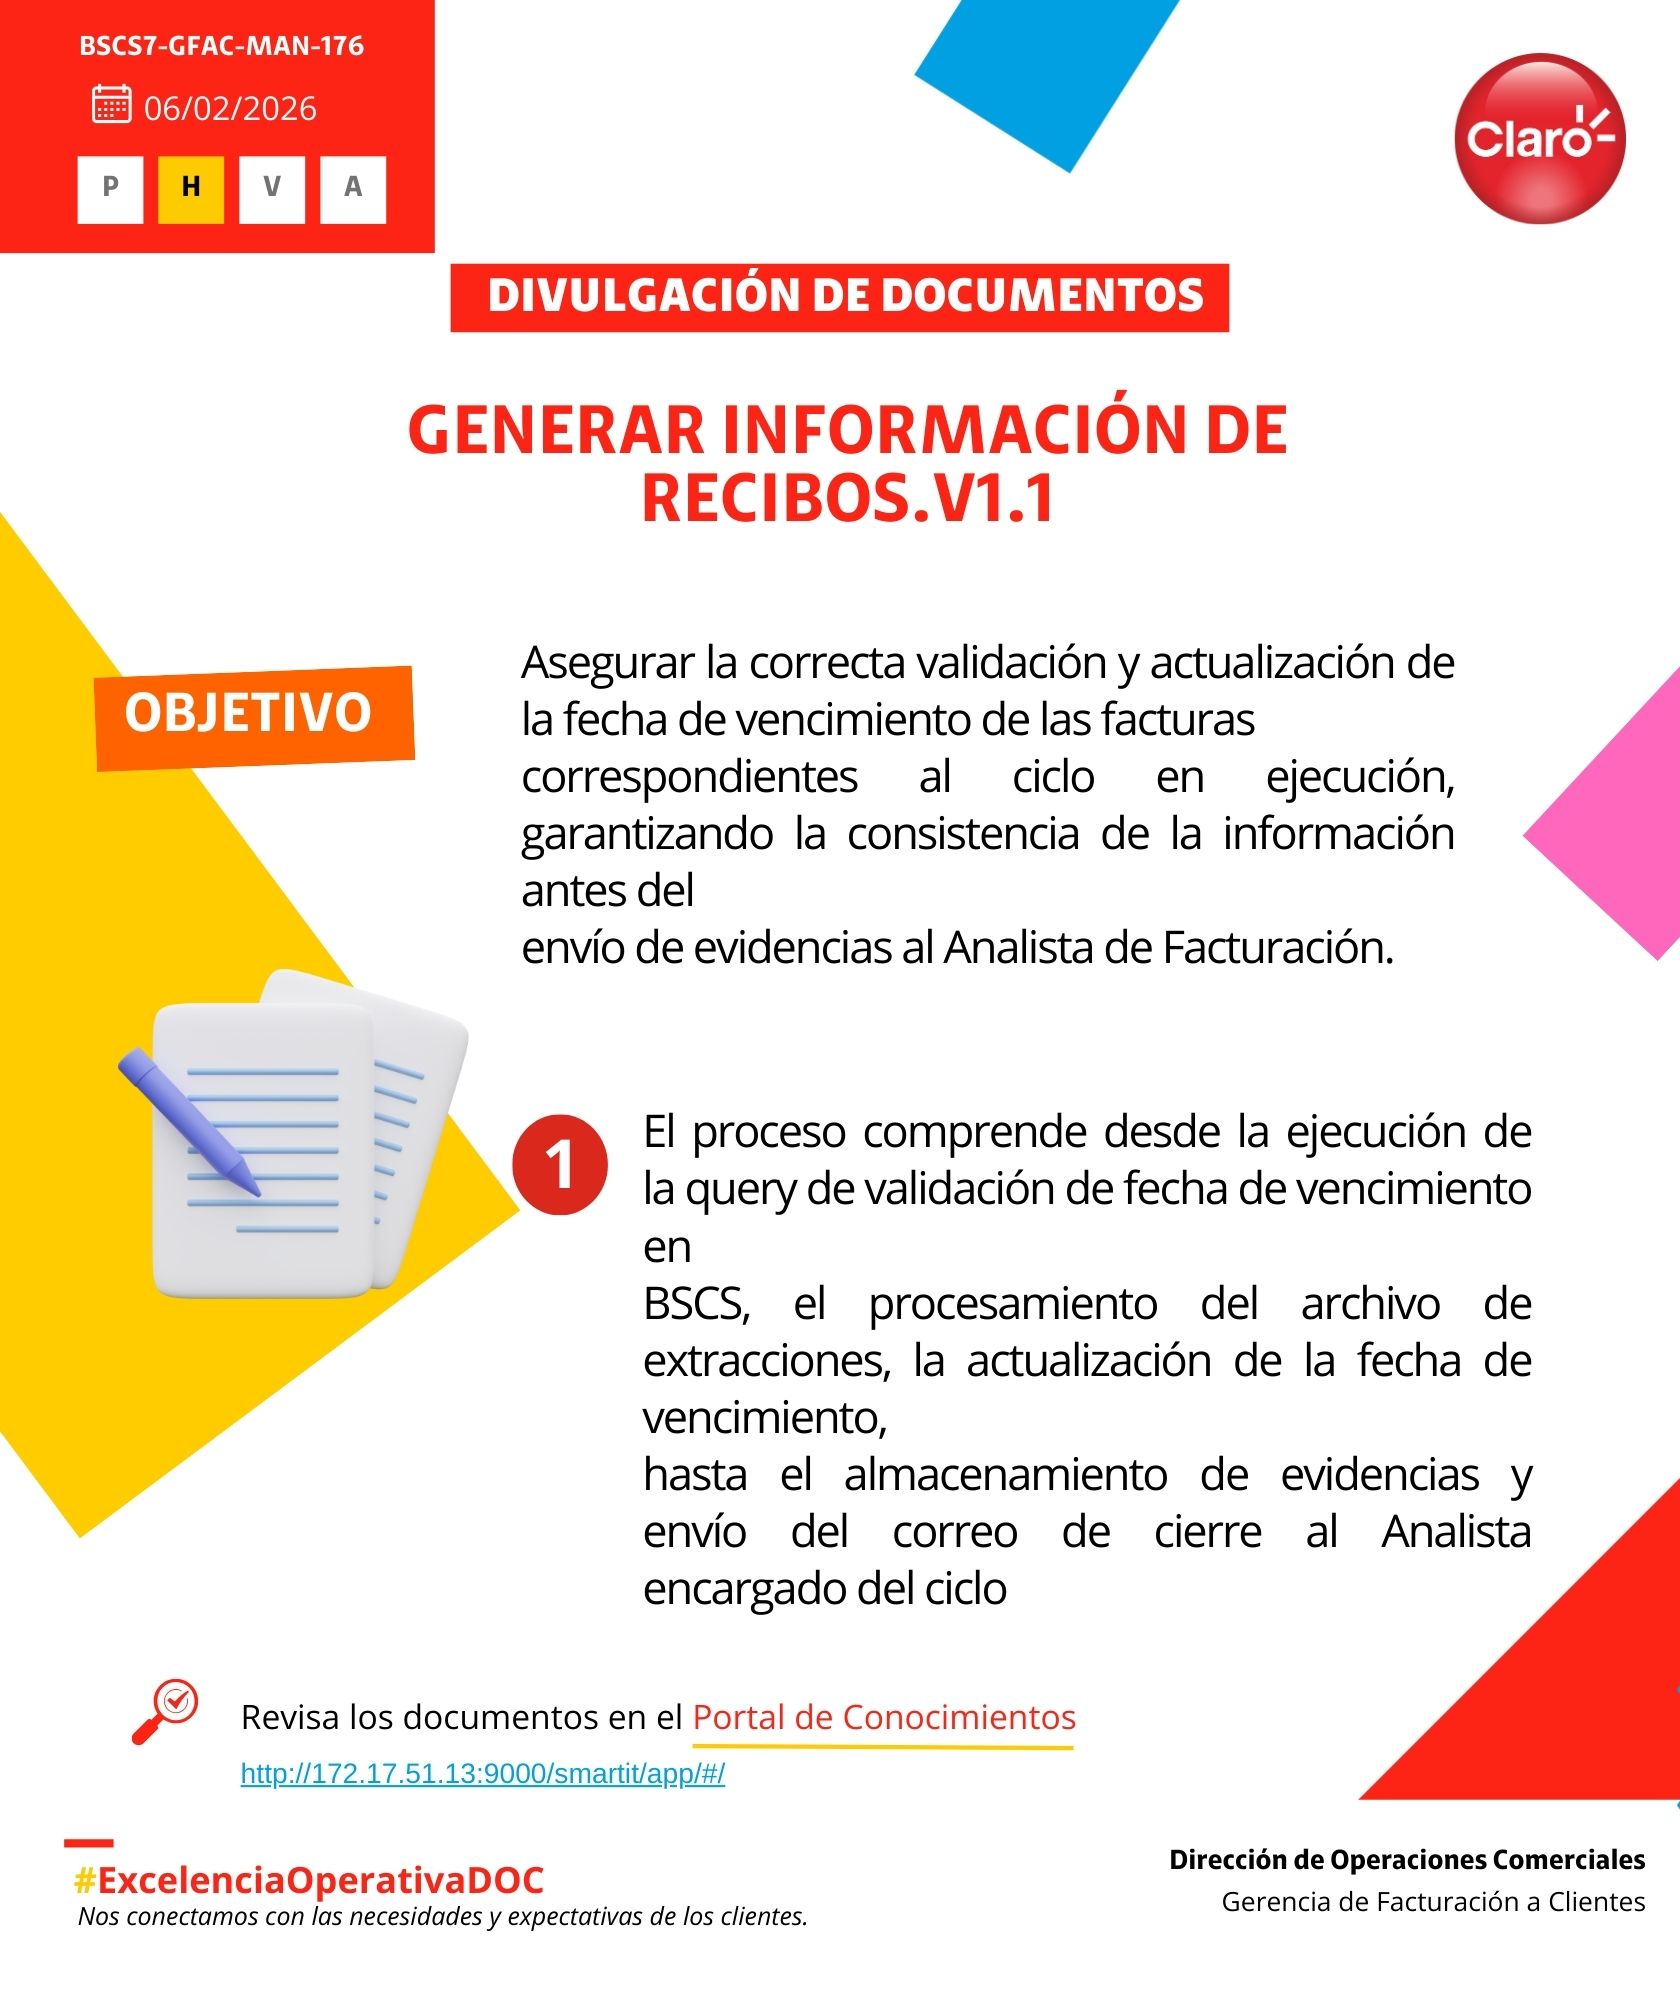 BSCS7-GFAC-MAN-176
06/02/2026
P H V A
Claro
DIVULGACIÓN DE DOCUMENTOS
GENERAR INFORMACIÓN DE
RECIBOS.V1.1
OBJETIVO
Asegurar la correcta validación y actualización de
la fecha de vencimiento de las facturas
correspondientes al ciclo en ejecución,
garantizando la consistencia de la información
antes del
envío de evidencias al Analista de Facturación.
1
El proceso comprende desde la ejecución de
la query de validación de fecha de vencimiento
en
BSCS, el procesamiento del archivo de
extracciones, la actualización de la fecha de
vencimiento,
hasta el almacenamiento de evidencias y
envío del correo de cierre al Analista
encargado del ciclo
Revisa los documentos en el Portal de Conocimientos
http://172.17.51.13:9000/smartit/app/#/
#ExcelenciaOperativaDOC
Nos conectamos con las necesidades y expectativas de los clientes.
Dirección de Operaciones Comerciales
Gerencia de Facturación a Clientes